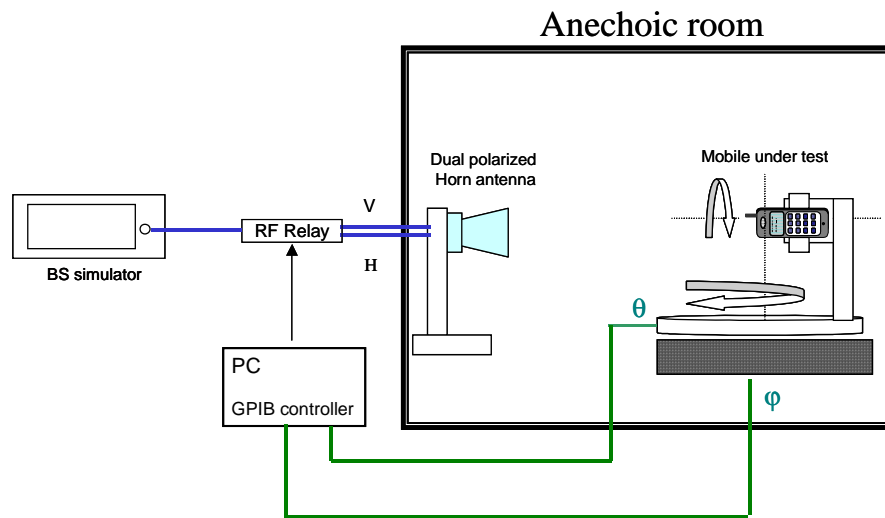 Anechoic room
Dual polarized
Horn antenna
Mobile under test
V
RF Relay
H
BS simulator
θ
PC
GPIB controller
φ